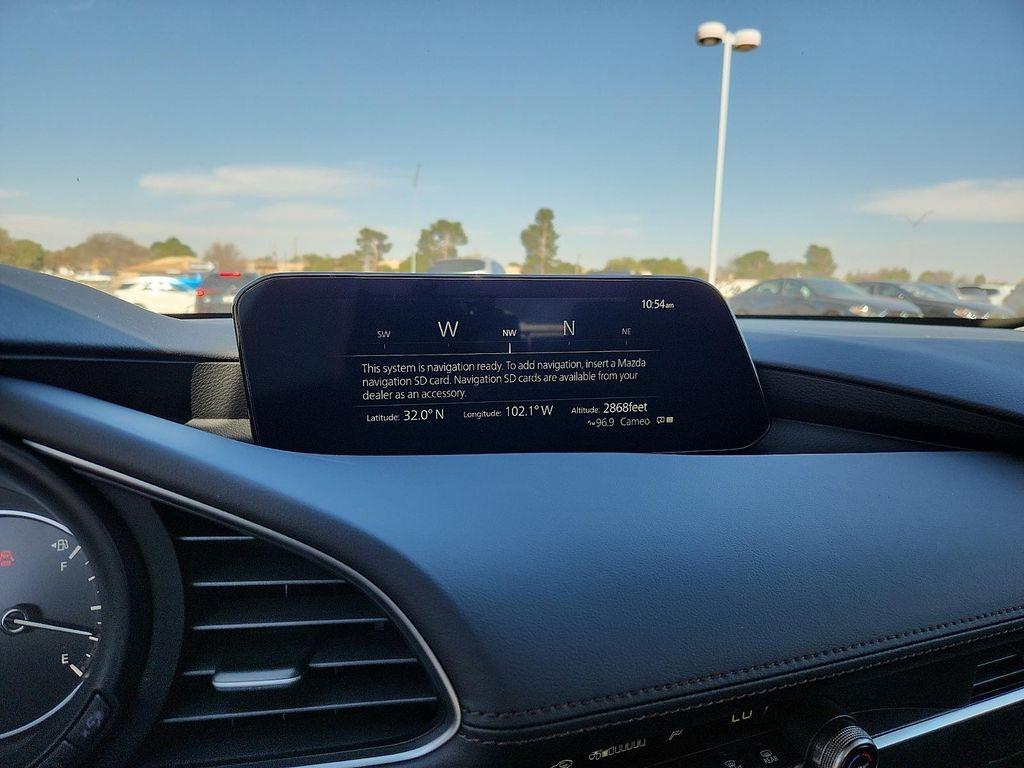 10:54am
SW W NW N NE
This system is navigation ready. To add navigation, insert a Mazda
navigation SD card. Navigation SD cards are available from your
dealer as an accessory.
Latitude: 32.0° N Longitude: 102.1° W Altitude: 2868feet
96.9 Cameo
F
E
LO
REAR